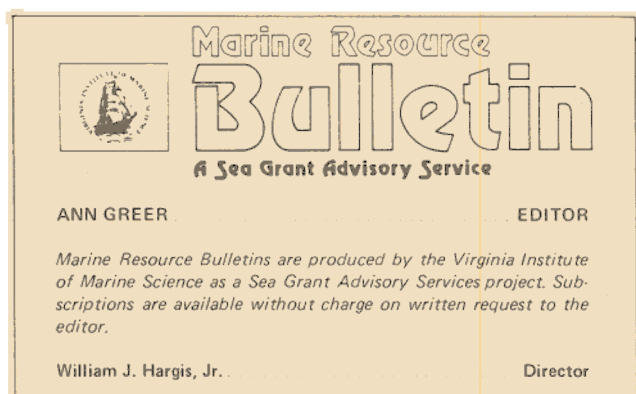 Marine Resource
Bulletin
A Sea Grant Advisory Service
ANN GREER EDITOR
Marine Resource Bulletins are produced by the Virginia Institute
of Marine Science as a Sea Grant Advisory Services project. Sub-
scriptions are available without charge on written request to the
editor.
William J. Hargis, Jr. Director